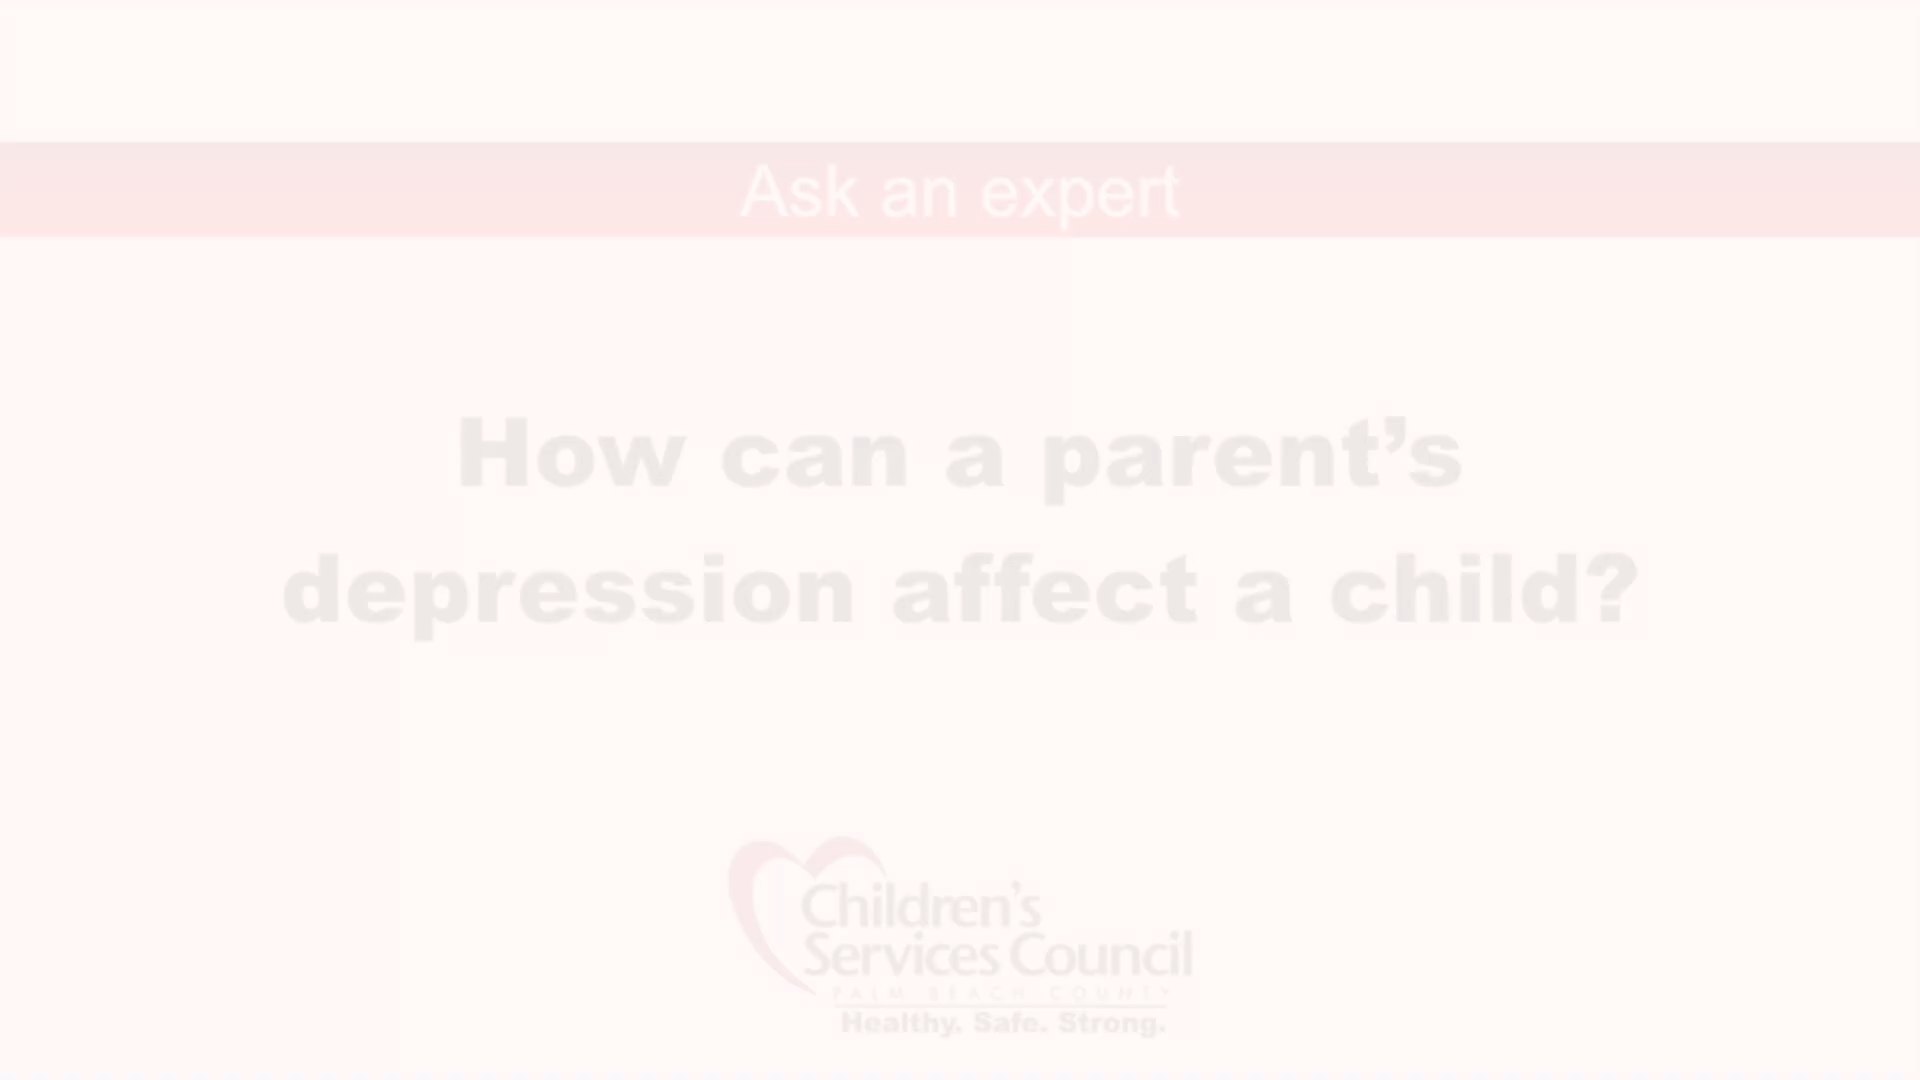 Ask an expert
How can a parent’s
depression affect a child?
Children’s
Services Council
PALM BEACH COUNTY
Healthy. Safe. Strong.